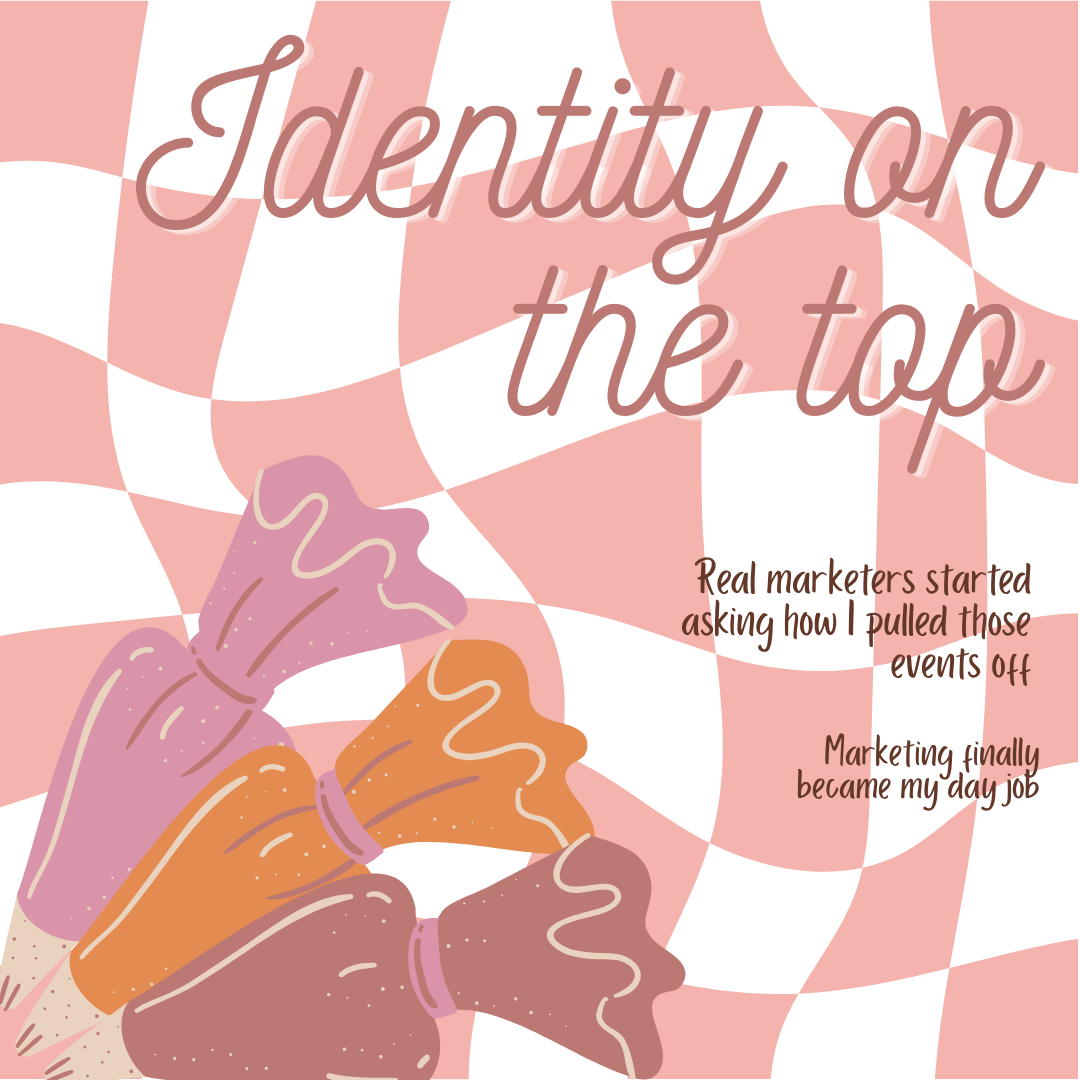 Identity on
the top
Real marketers started
asking how I pulled those
events off
Marketing finally
became my day job